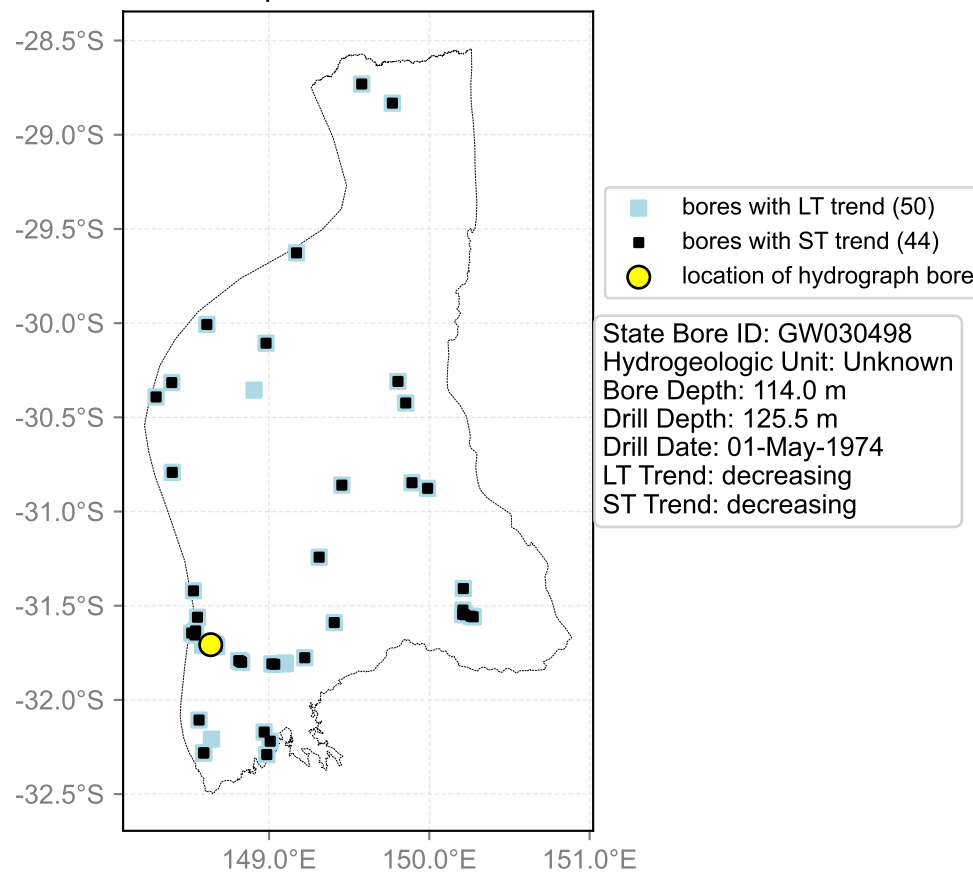 -28.5°S
-29.0°S
-29.5°S
-30.0°S
-30.5°S
-31.0°S
-31.5°S
-32.0°S
-32.5°S
149.0°E 150.0°E 151.0°E
bores with LT trend (50)
bores with ST trend (44)
location of hydrograph bore
State Bore ID: GW030498
Hydrogeologic Unit: Unknown
Bore Depth: 114.0 m
Drill Depth: 125.5 m
Drill Date: 01-May-1974
LT Trend: decreasing
ST Trend: decreasing